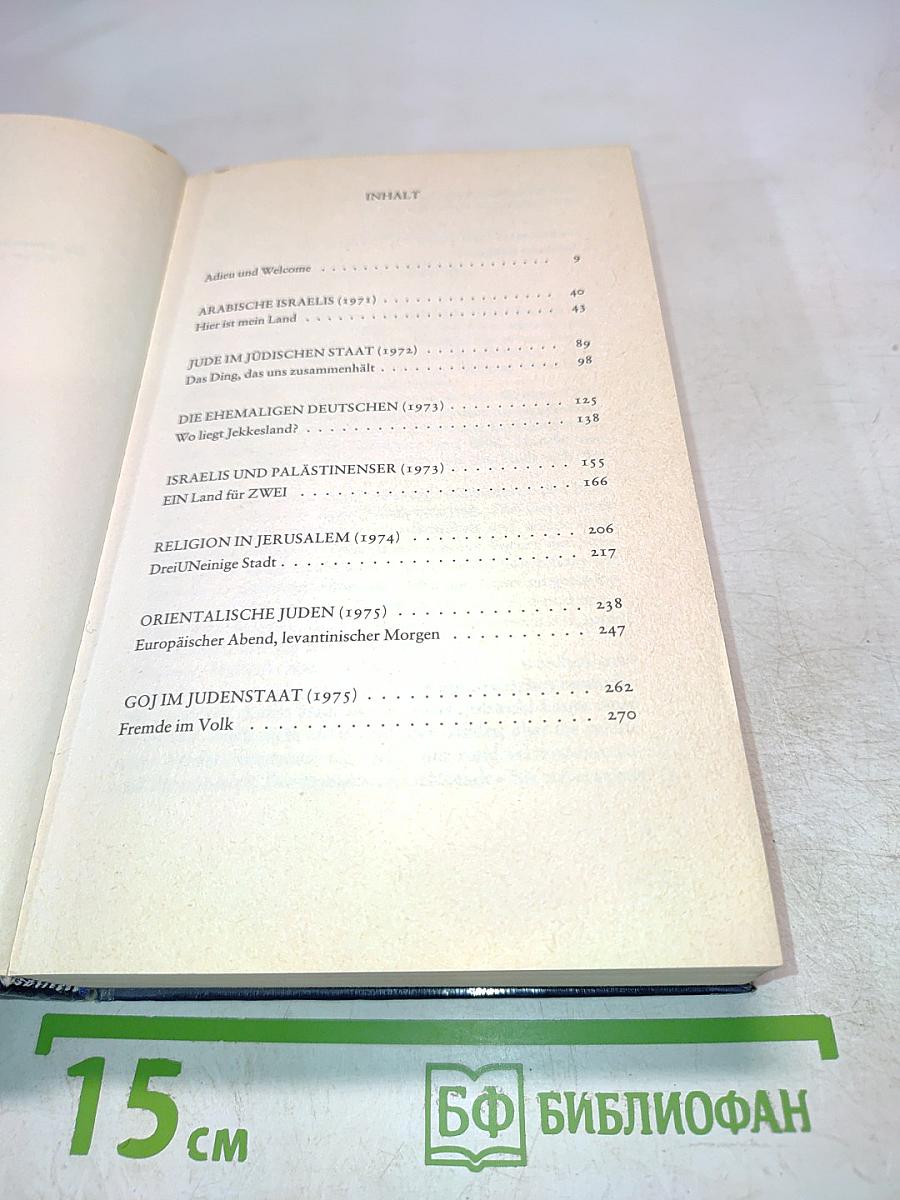 INHALT
Adieu und Welcome . . . . . . . . . . . . . . . . . . . . . 9
ARABISCHE ISRAELIS (1971) . . . . . . . . . . . . . . . 40
Hier ist mein Land . . . . . . . . . . . . . . . . . . . . . . 43
JUDE IM JÜDISCHEN STAAT (1972) . . . . . . . . . . . 89
Das Ding, das uns zusammenhält . . . . . . . . . . . . . . . 98
DIE EHEMALIGEN DEUTSCHEN (1973) . . . . . . . . . . 125
Wo liegt Jekkesland? . . . . . . . . . . . . . . . . . . . . . 138
ISRAELIS UND PALÄSTINENSER (1973) . . . . . . . . . . 155
EIN Land für ZWEI . . . . . . . . . . . . . . . . . . . . . 166
RELIGION IN JERUSALEM (1974) . . . . . . . . . . . . . 206
DreiUNeinige Stadt . . . . . . . . . . . . . . . . . . . . . . 217
ORIENTALISCHE JUDEN (1975) . . . . . . . . . . . . . . 238
Europäischer Abend, levantinischer Morgen . . . . . . . . . . 247
GOJ IM JUDENSTAAT (1975) . . . . . . . . . . . . . . . . 262
Fremde im Volk . . . . . . . . . . . . . . . . . . . . . . . . 270
15 см
БФ БИБЛИОФАН